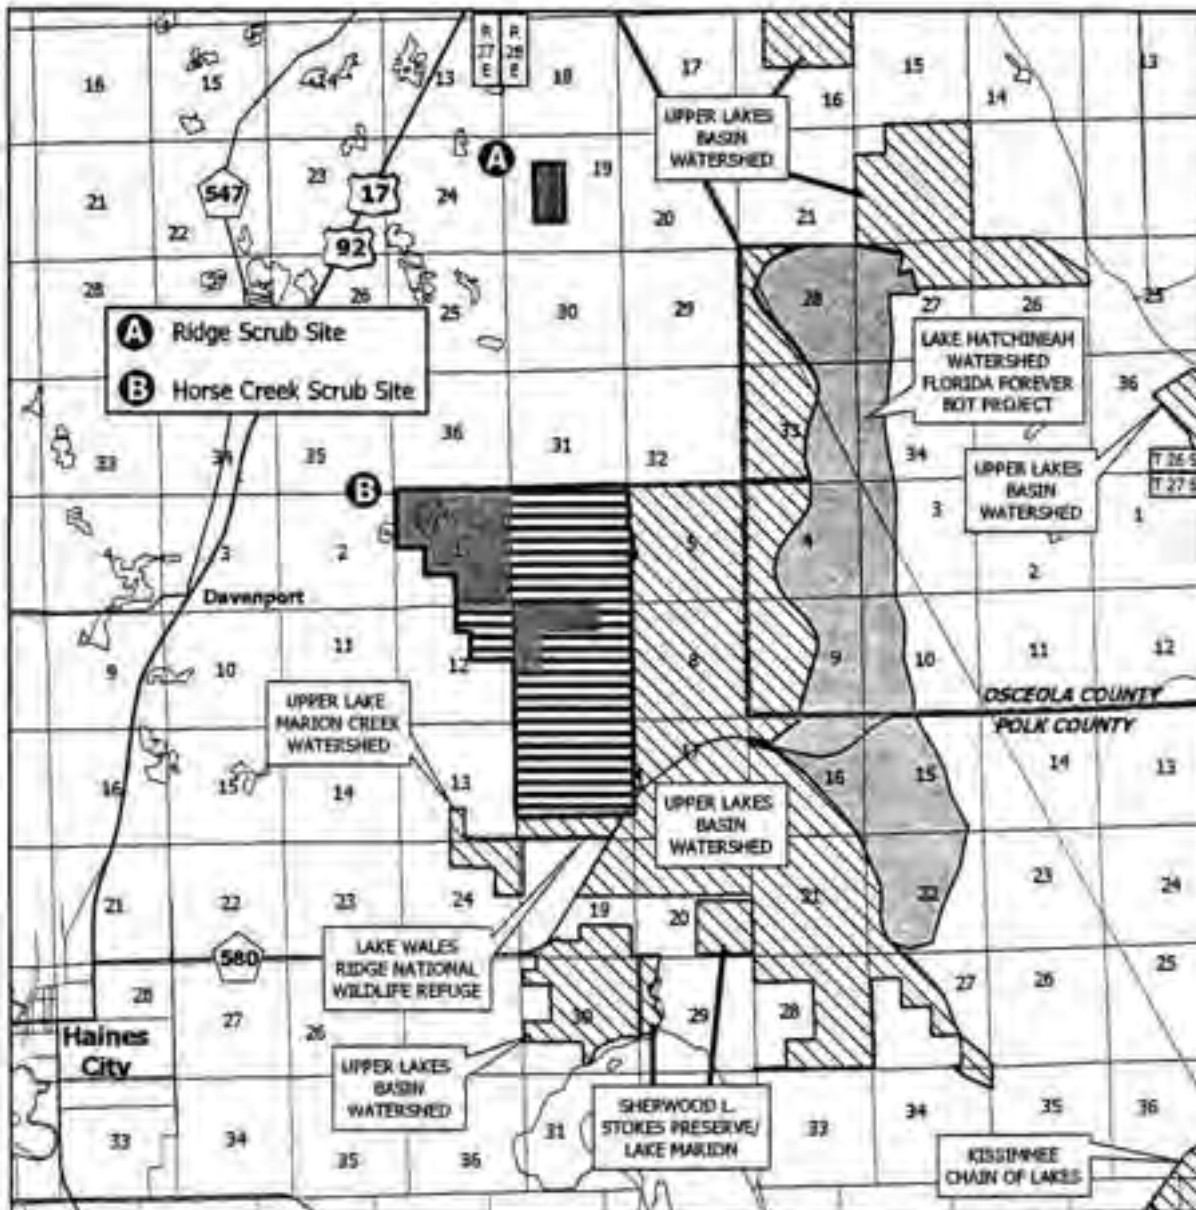 R 27 E
R 28 E
16
15
13
18
17
16
15
14
13
UPPER LAKES
BASIN
WATERSHED
A
21
22
23
24
19
20
21
547
17
92
28
27
26
25
30
29
28
27
26
25
A Ridge Scrub Site
B Horse Creek Scrub Site
LAKE HATCHINEAH
WATERSHED
FLORIDA FOREVER
BOT PROJECT
36
33
34
35
36
31
32
33
34
UPPER LAKES
BASIN
WATERSHED
T 26 S
T 27 S
B
4
3
2
1
5
4
3
2
1
Davenport
9
10
11
12
8
9
10
11
12
OSCEOLA COUNTY
POLK COUNTY
UPPER LAKE
MARION CREEK
WATERSHED
16
15
14
13
17
16
15
14
13
UPPER LAKES
BASIN
WATERSHED
21
22
23
24
19
20
21
22
23
24
580
LAKE WALES
RIDGE NATIONAL
WILDLIFE REFUGE
28
27
26
30
29
28
27
26
25
Haines
City
UPPER LAKES
BASIN
WATERSHED
SHERWOOD L.
STOKES PRESERVE/
LAKE MARION
33
34
35
36
31
33
34
35
36
KISSIMMEE
CHAIN OF LAKES